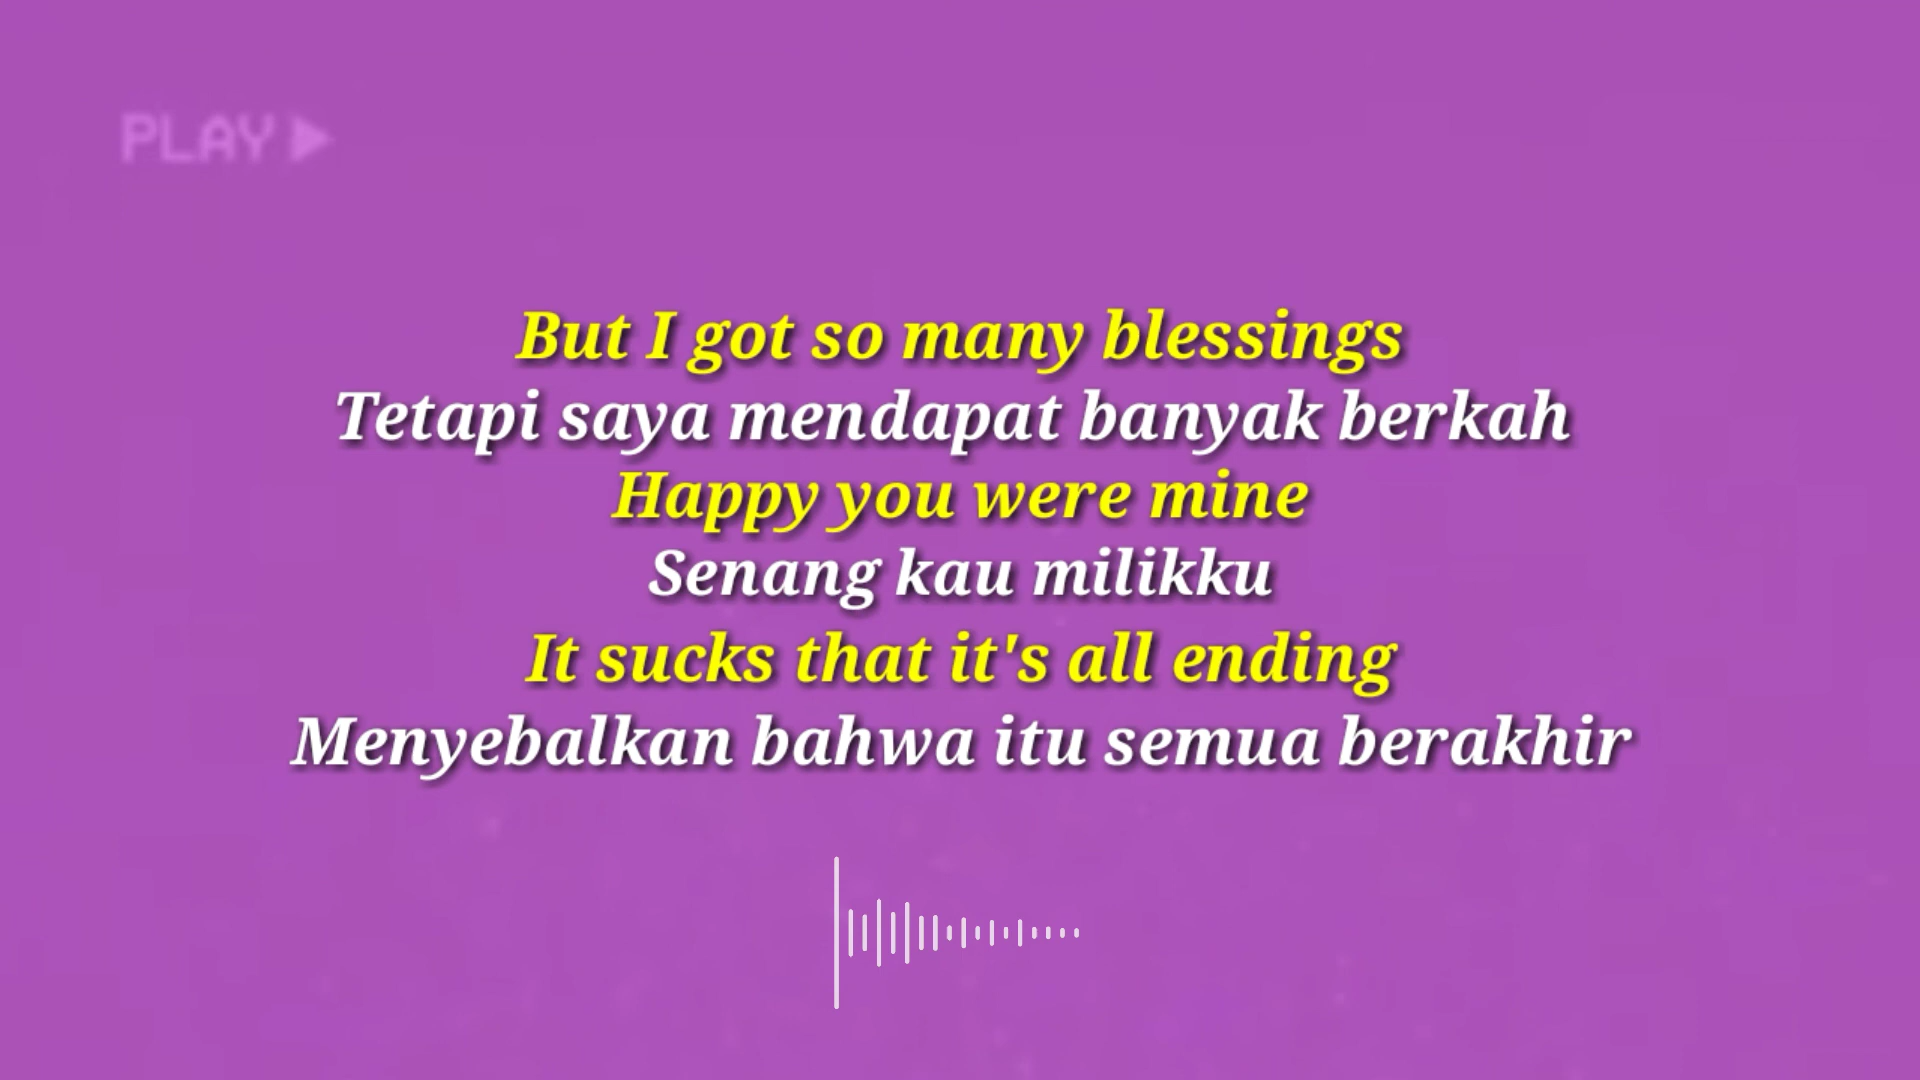 PLAY
But I got so many blessings
Tetapi saya mendapat banyak berkah
Happy you were mine
Senang kau milikku
It sucks that it's all ending
Menyebalkan bahwa itu semua berakhir